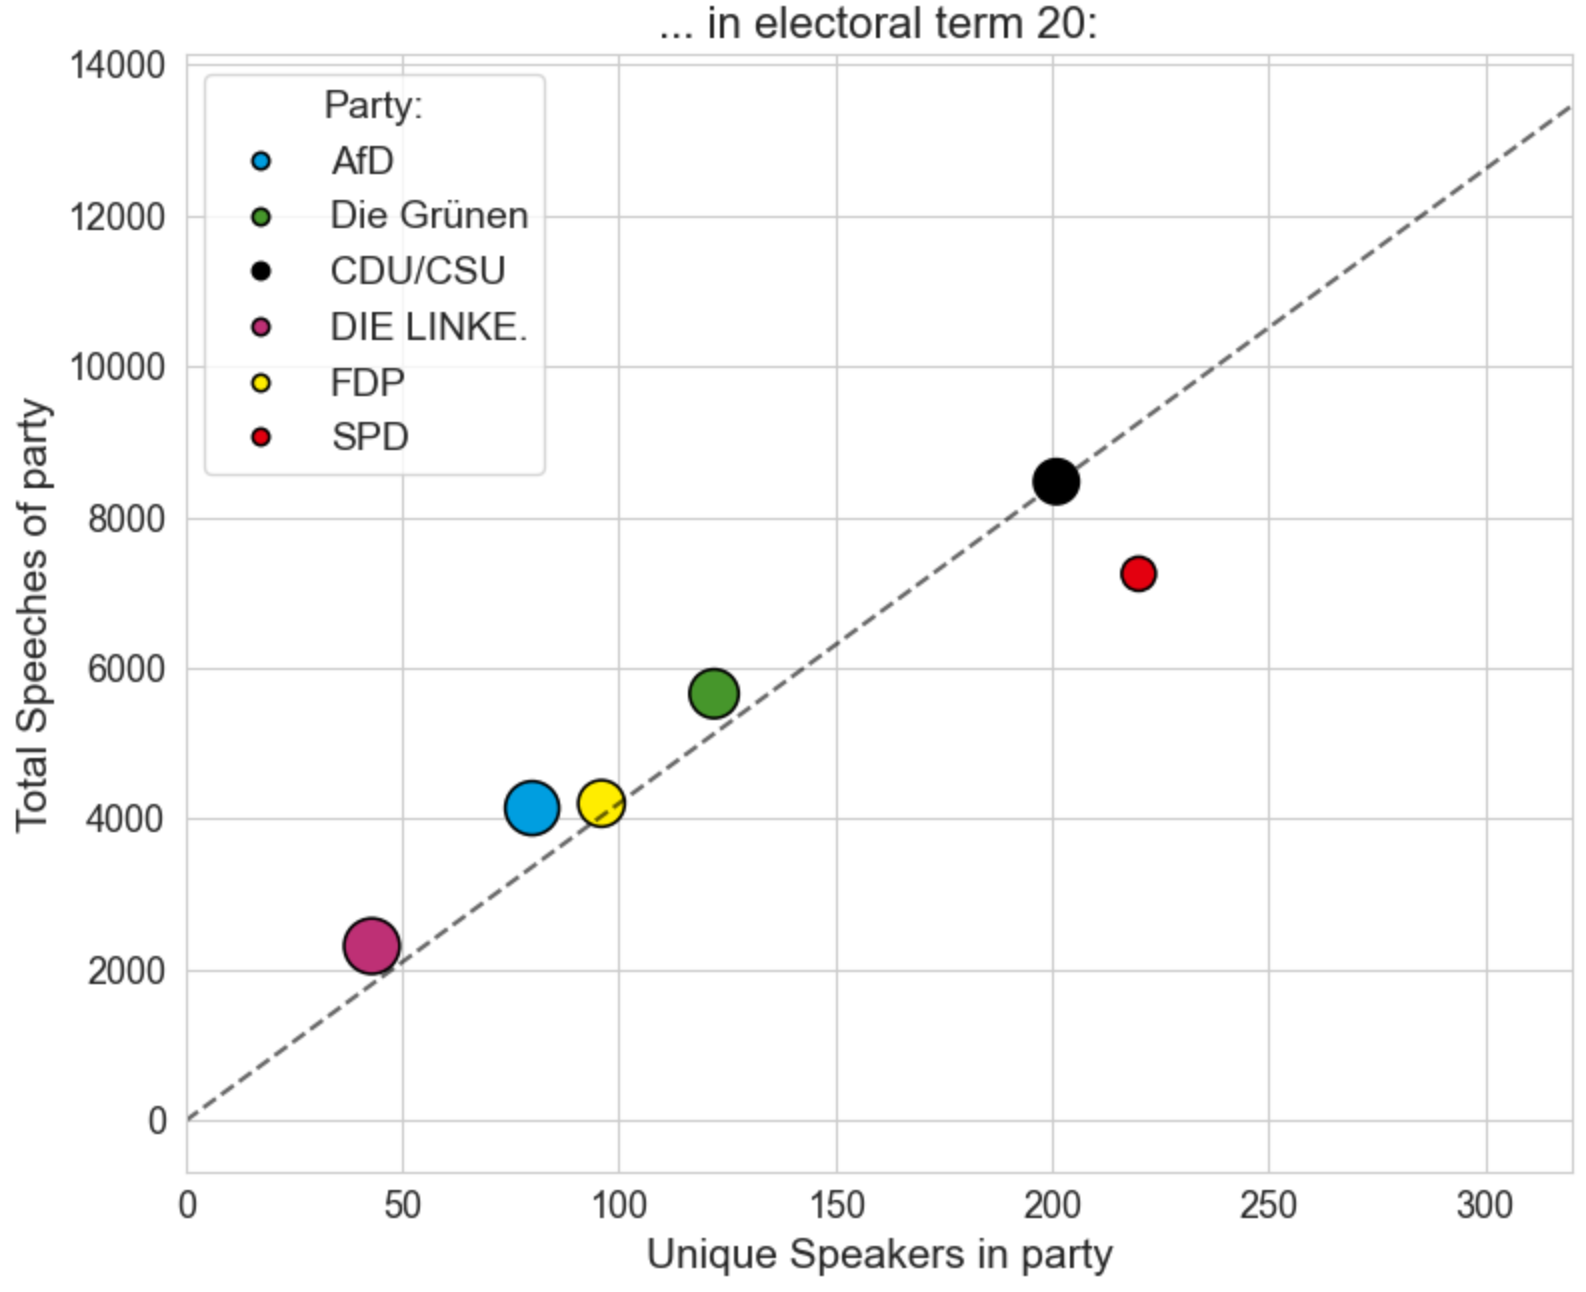 ... in electoral term 20:
14000
12000
10000
8000
6000
4000
2000
0
Total Speeches of party
Party:
AfD
Die Grünen
CDU/CSU
DIE LINKE.
FDP
SPD
0 50 100 150 200 250 300
Unique Speakers in party